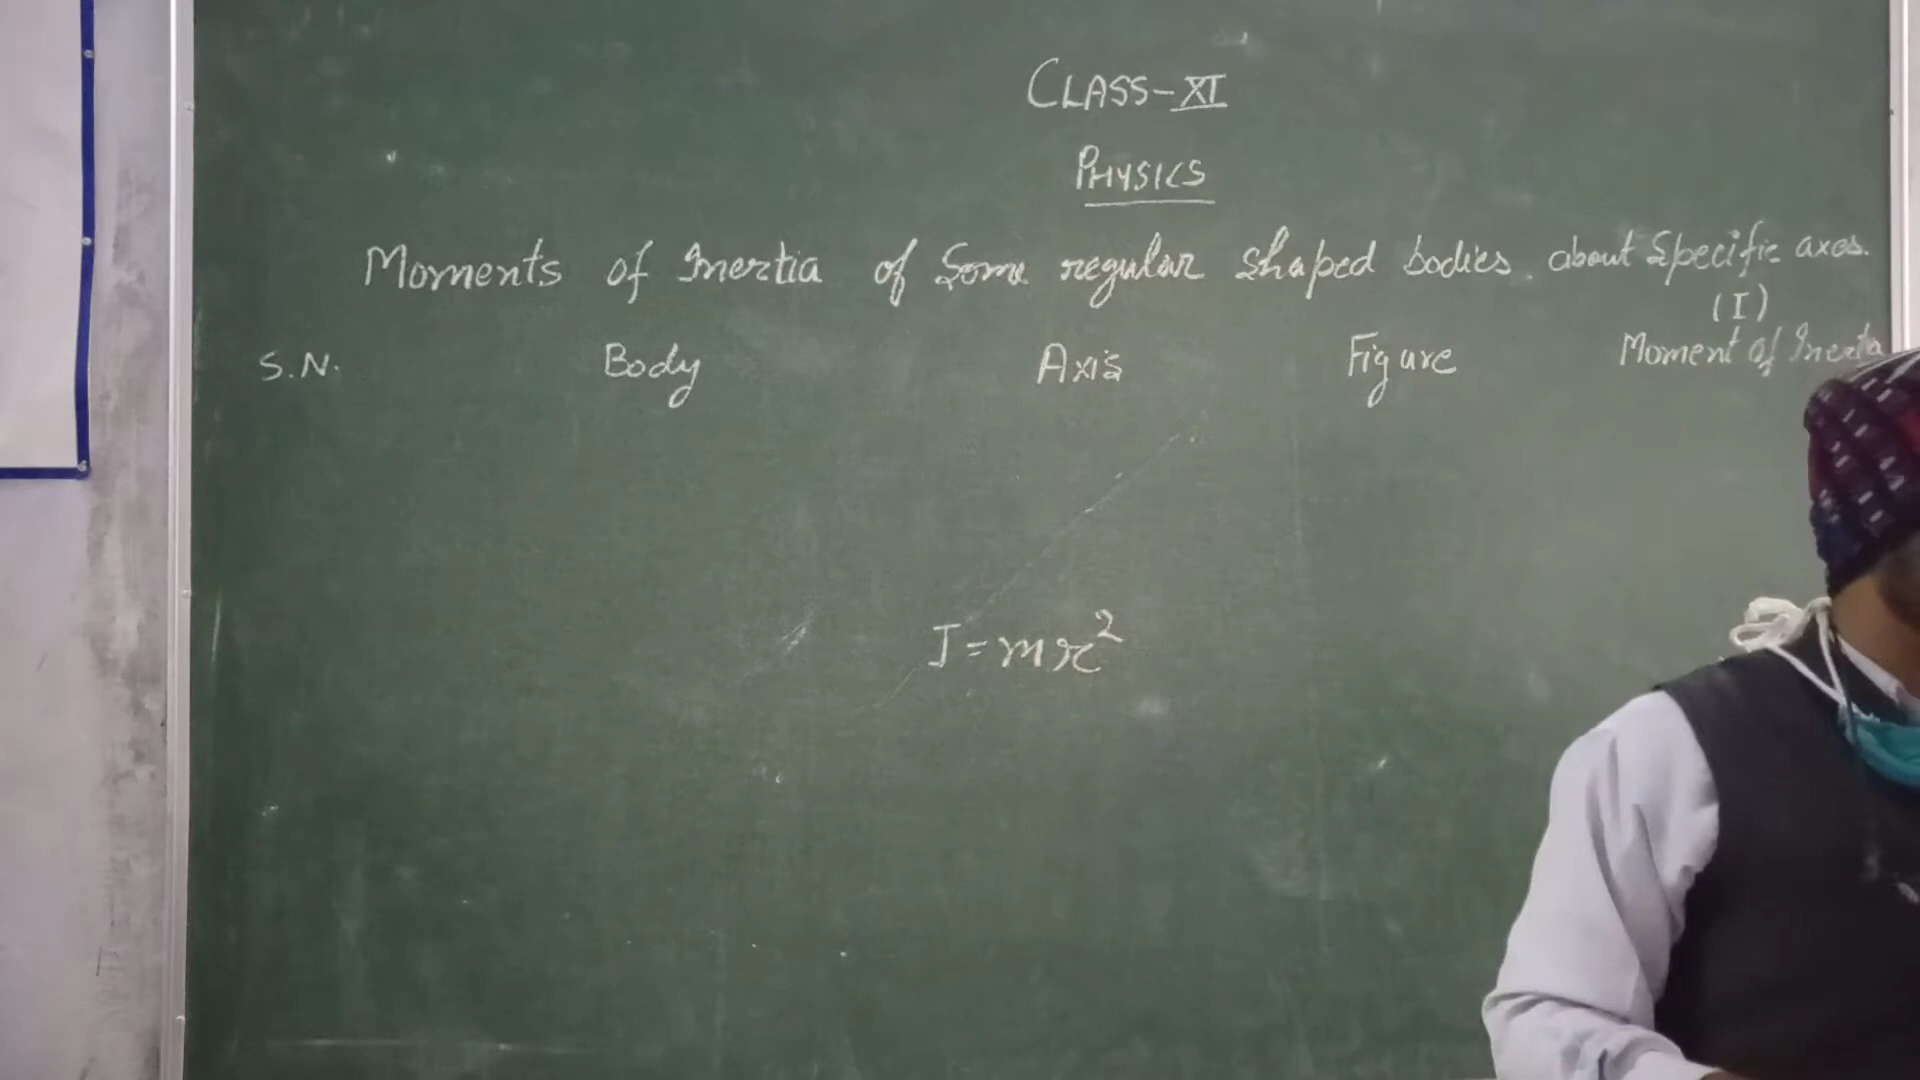 CLASS-XI
PHYSICS
Moments of Inertia of Some regular shaped bodies about Specific axes.
(I)
S.N. Body Axis Figure Moment of Inertia
I=mr²